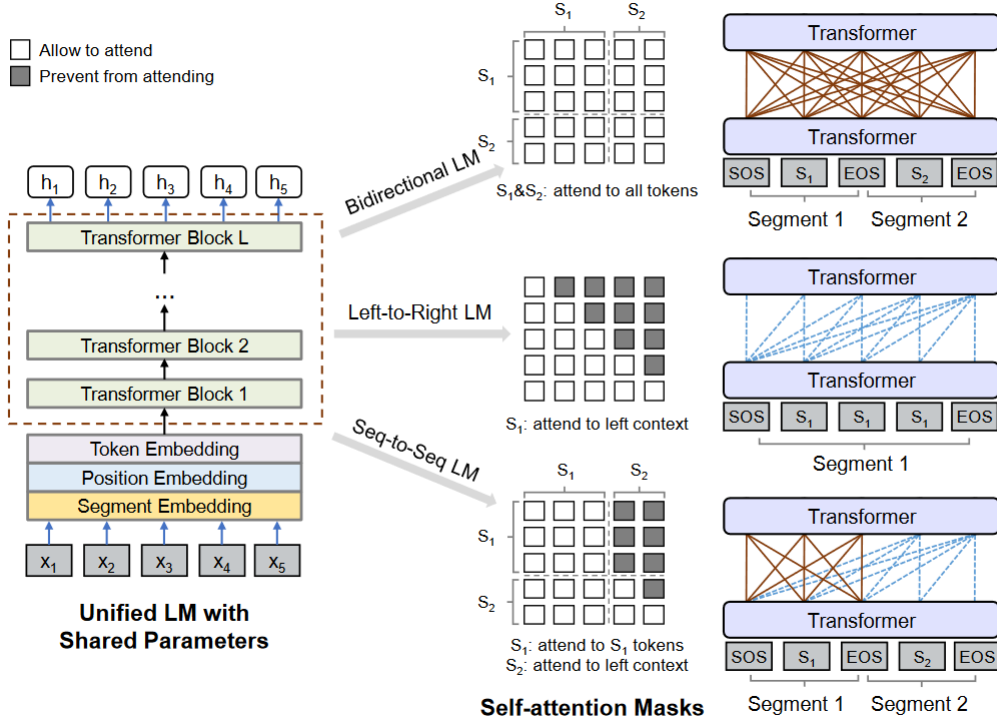 Allow to attend
Prevent from attending
h1 h2 h3 h4 h5
Transformer Block L
...
Transformer Block 2
Transformer Block 1
Token Embedding
Position Embedding
Segment Embedding
x1 x2 x3 x4 x5
Unified LM with
Shared Parameters
Bidirectional LM
Left-to-Right LM
Seq-to-Seq LM
S1 S2
S1
S2
S1&S2: attend to all tokens
S1: attend to left context
S1 S2
S1
S2
S1: attend to S1 tokens
S2: attend to left context
Self-attention Masks
Transformer
Transformer
SOS S1 EOS S2 EOS
Segment 1 Segment 2
Transformer
Transformer
SOS S1 S1 S1 EOS
Segment 1
Transformer
Transformer
SOS S1 EOS S2 EOS
Segment 1 Segment 2